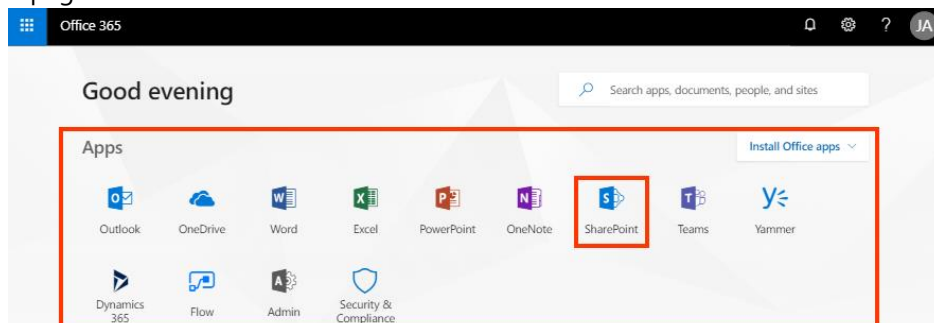 Office 365
? JA
Good evening
Search apps, documents, people, and sites
Apps
Install Office apps
Outlook OneDrive Word Excel PowerPoint OneNote SharePoint Teams Yammer
Dynamics 365 Flow Admin Security & Compliance